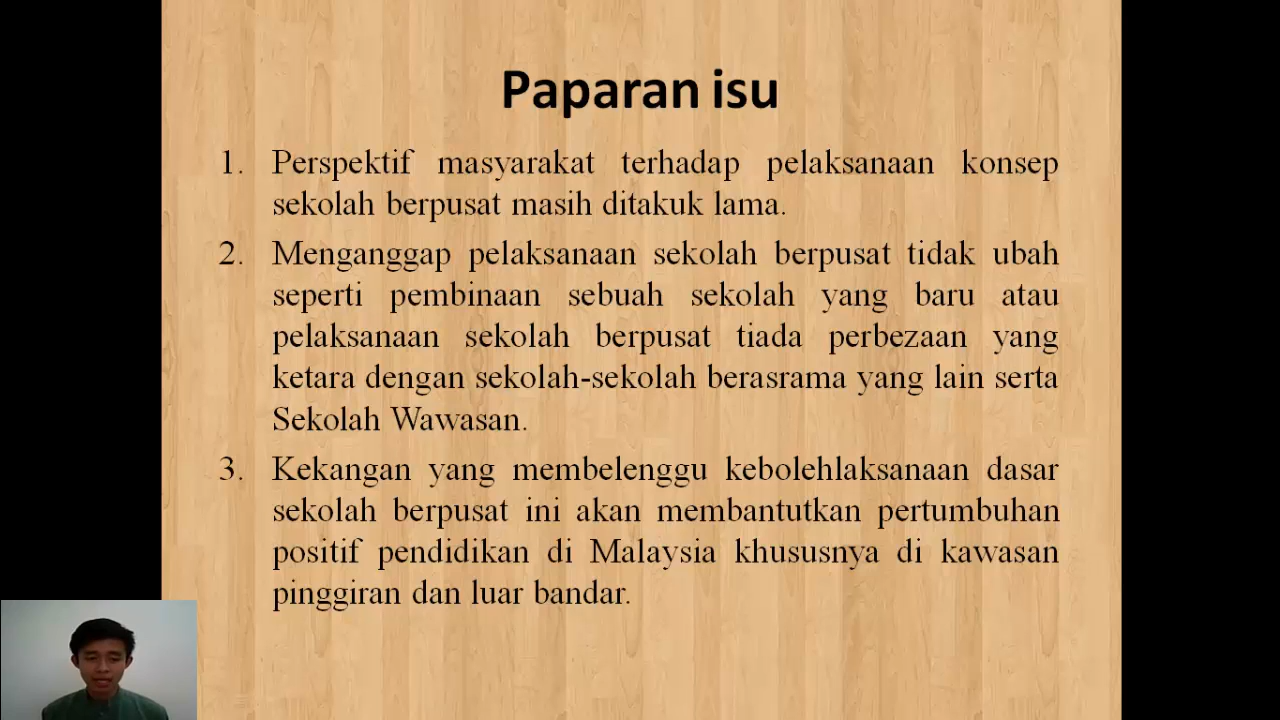 Paparan isu
1. Perspektif masyarakat terhadap pelaksanaan konsep
sekolah berpusat masih ditakuk lama.
2. Menganggap pelaksanaan sekolah berpusat tidak ubah
seperti pembinaan sebuah sekolah yang baru atau
pelaksanaan sekolah berpusat tiada perbezaan yang
ketara dengan sekolah-sekolah berasrama yang lain serta
Sekolah Wawasan.
3. Kekangan yang membelenggu kebolehlaksanaan dasar
sekolah berpusat ini akan membantutkan pertumbuhan
positif pendidikan di Malaysia khususnya di kawasan
pinggiran dan luar bandar.